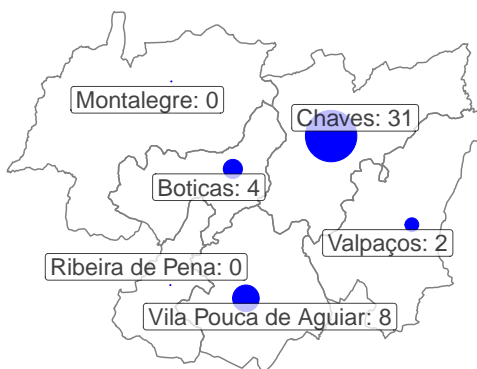 Montalegre: 0
Chaves: 31
Boticas: 4
Valpaços: 2
Ribeira de Pena: 0
Vila Pouca de Aguiar: 8